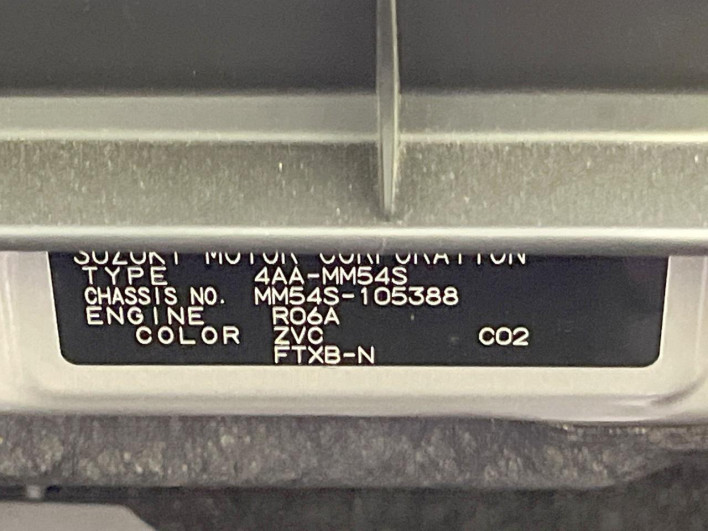 SUZUKI MOTOR CORPORATION
TYPE 4AA-MM54S
CHASSIS NO. MM54S-105388
ENGINE R06A
COLOR ZVC C02
FTXB-N